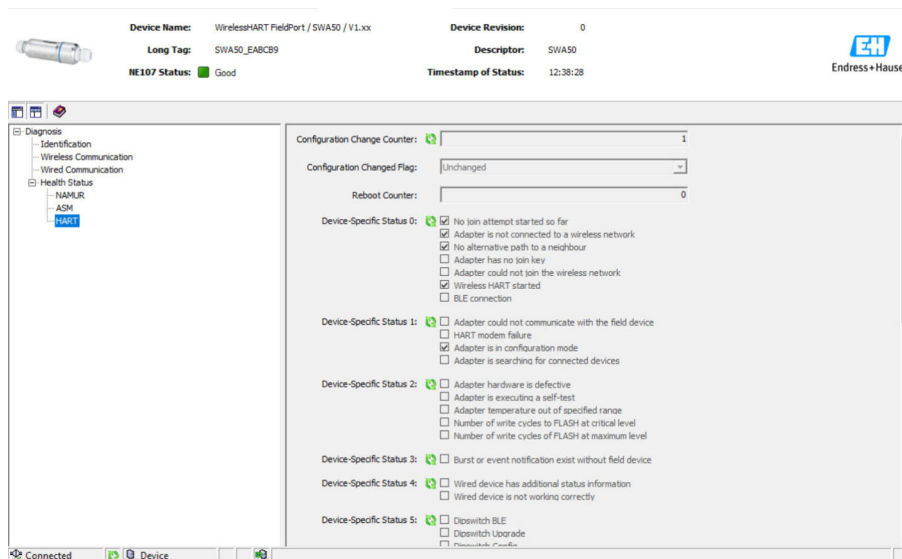 Device Name: WirelessHART FieldPort / SWA50 / V1.xx Device Revision: 0
Long Tag: SWA50_EABCB9 Descriptor: SWA50
NE107 Status: Good Timestamp of Status: 12:38:28
EH
Endress+Hause
Diagnosis
Identification
Wireless Communication
Wired Communication
Health Status
NAMUR
ASM
HART
Configuration Change Counter: 1
Configuration Changed Flag: Unchanged
Reboot Counter: 0
Device-Specific Status 0: No join attempt started so far
Adapter is not connected to a wireless network
No alternative path to a neighbour
Adapter has no join key
Adapter could not join the wireless network
Wireless HART started
BLE connection
Device-Specific Status 1: Adapter could not communicate with the field device
HART modem failure
Adapter is in configuration mode
Adapter is searching for connected devices
Device-Specific Status 2: Adapter hardware is defective
Adapter is executing a self-test
Adapter temperature out of specified range
Number of write cycles to FLASH at critical level
Number of write cycles of FLASH at maximum level
Device-Specific Status 3: Burst or event notification exist without field device
Device-Specific Status 4: Wired device has additional status information
Wired device is not working correctly
Device-Specific Status 5: Dipswitch BLE
Dipswitch Upgrade
Dipswitch Config
Connected Device